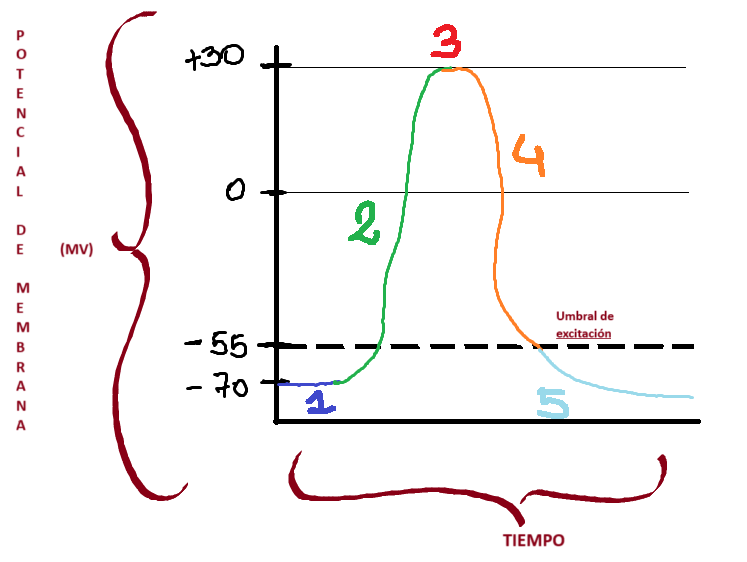 POTENCIAL DE MEMBRANA
(MV)
+30
0
-55
-70
1
2
3
4
5
Umbral de
excitación
TIEMPO